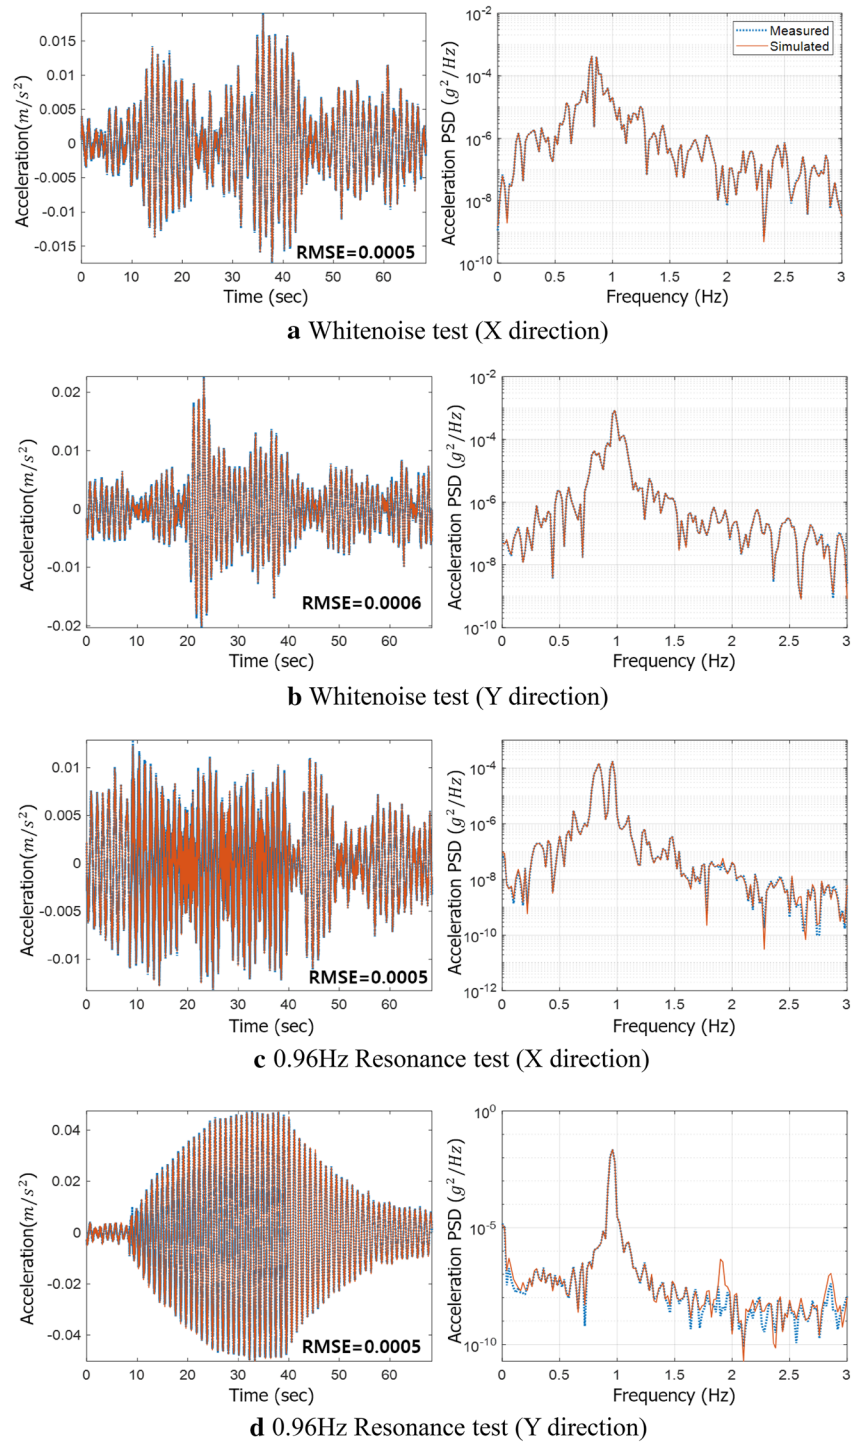 0.015
0.01
0.005
0
-0.005
-0.01
-0.015
Acceleration(m/s²)
RMSE=0.0005
0 10 20 30 40 50 60
Time (sec)
10⁻²
10⁻⁴
10⁻⁶
10⁻⁸
10⁻¹⁰
Acceleration PSD (g²/Hz)
Measured
Simulated
0 0.5 1 1.5 2 2.5 3
Frequency (Hz)
a Whitenoise test (X direction)
0.02
0.01
0
-0.01
-0.02
Acceleration(m/s²)
RMSE=0.0006
0 10 20 30 40 50 60
Time (sec)
10⁻²
10⁻⁴
10⁻⁶
10⁻⁸
10⁻¹⁰
Acceleration PSD (g²/Hz)
0 0.5 1 1.5 2 2.5 3
Frequency (Hz)
b Whitenoise test (Y direction)
0.01
0.005
0
-0.005
-0.01
Acceleration(m/s²)
RMSE=0.0005
0 10 20 30 40 50 60
Time (sec)
10⁻⁴
10⁻⁶
10⁻⁸
10⁻¹⁰
10⁻¹²
Acceleration PSD (g²/Hz)
0 0.5 1 1.5 2 2.5 3
Frequency (Hz)
c 0.96Hz Resonance test (X direction)
0.04
0.02
0
-0.02
-0.04
Acceleration(m/s²)
RMSE=0.0005
0 10 20 30 40 50 60
Time (sec)
10⁰
10⁻⁵
10⁻¹⁰
Acceleration PSD (g²/Hz)
0 0.5 1 1.5 2 2.5 3
Frequency (Hz)
d 0.96Hz Resonance test (Y direction)